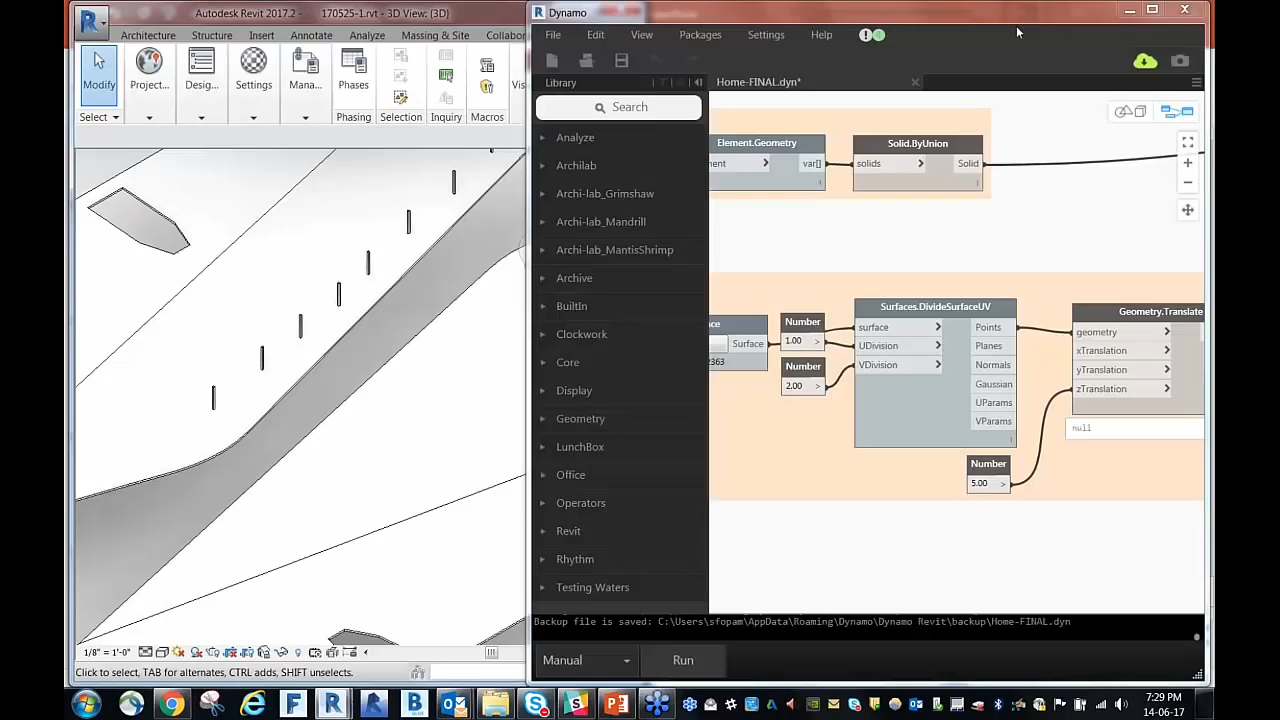 Autodesk Revit 2017.2 - 170525-1.rvt - 3D View: {3D}
Architecture Structure Insert Annotate Analyze Massing & Site Collabo
Modify Project... Desig... Settings Mana... Phases
Select Phasing Selection Inquiry Macros
1/8" = 1'-0"
Click to select, TAB for alternates, CTRL adds, SHIFT unselects.
Dynamo
File Edit View Packages Settings Help
Library
Home-FINAL.dyn*
Search
Analyze
Archilab
Archi-lab_Grimshaw
Archi-lab_Mandrill
Archi-lab_MantisShrimp
Archive
BuiltIn
Clockwork
Core
Display
Geometry
LunchBox
Office
Operators
Revit
Rhythm
Testing Waters
Element.Geometry
ment > var[]
Solid.ByUnion
solids > Solid
ce
Surface
2363
Number
1.00 >
Number
2.00 >
Surfaces.DivideSurfaceUV
surface > Points
UDivision > Planes
VDivision > Normals
Gaussian
UParams
VParams
Number
5.00 >
Geometry.Translate
geometry >
xTranslation >
yTranslation >
zTranslation >
null
Backup file is saved: C:\Users\sfopam\AppData\Roaming\Dynamo\Dynamo Revit\backup\Home-FINAL.dyn
Manual Run
7:29 PM
14-06-17